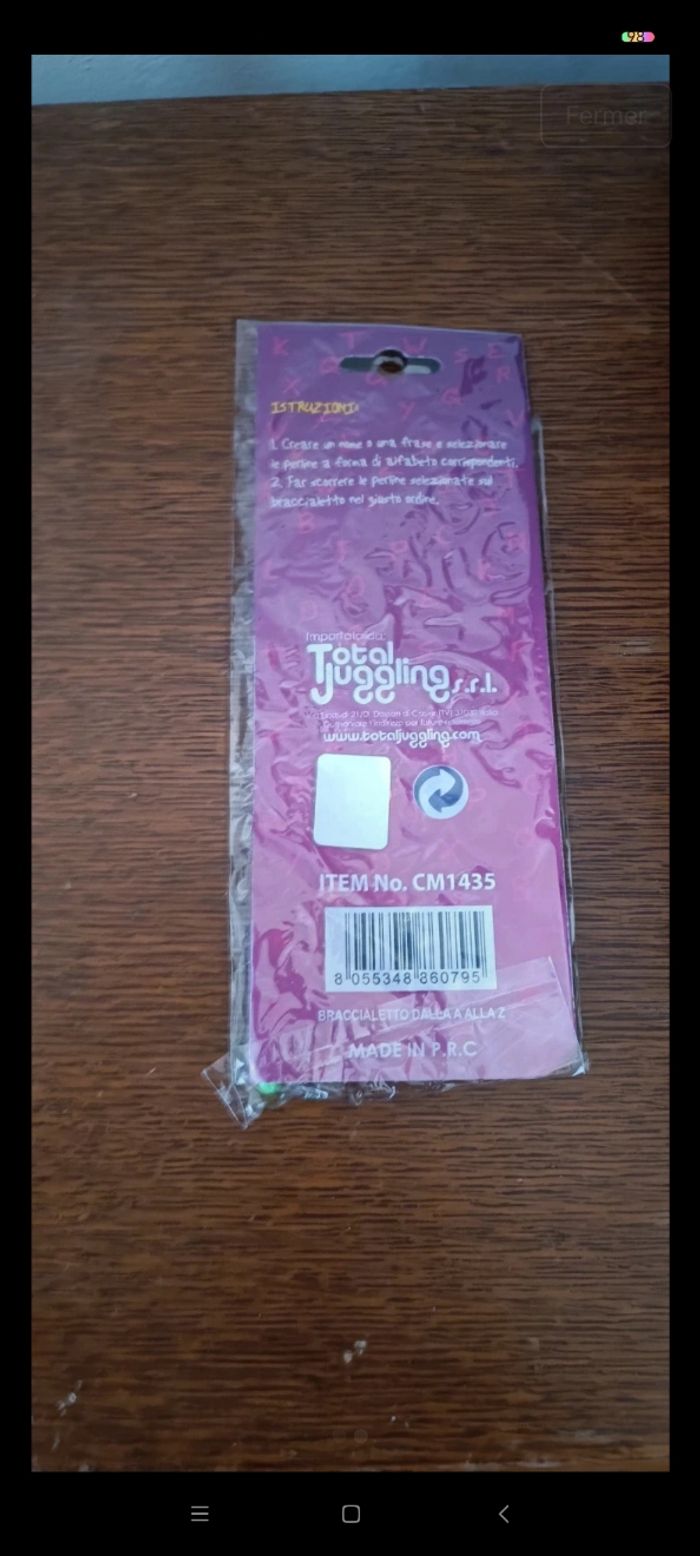 98
Fermer
ISTRUZIONI:
1. Creare un nome o una frase e selezionare
le perline a forma di alfabeto corrispondenti.
2. Far scorrere le perline selezionate sul
braccialetto nel giusto ordine.
Importato da:
Total
Juggling s.r.l.
www.totaljuggling.com
ITEM No. CM1435
8 055348 860795
BRACCIALETTO DALLA A ALLA Z
MADE IN P.R.C